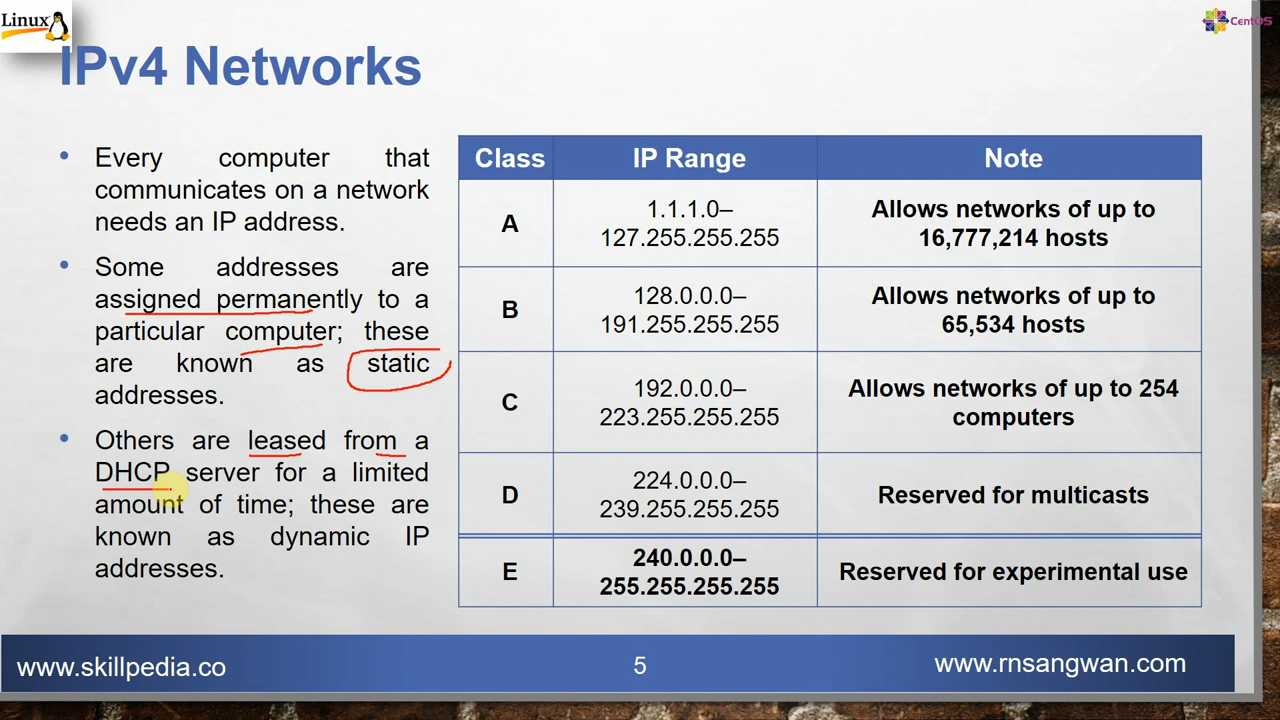 Linux
CentOS
IPv4 Networks
• Every computer that
communicates on a network
needs an IP address.
• Some addresses are
assigned permanently to a
particular computer; these
are known as static
addresses.
• Others are leased from a
DHCP server for a limited
amount of time; these are
known as dynamic IP
addresses.
Class IP Range Note
A
1.1.1.0–
127.255.255.255
Allows networks of up to
16,777,214 hosts
B
128.0.0.0–
191.255.255.255
Allows networks of up to
65,534 hosts
C
192.0.0.0–
223.255.255.255
Allows networks of up to 254
computers
D
224.0.0.0–
239.255.255.255
Reserved for multicasts
E
240.0.0.0–
255.255.255.255
Reserved for experimental use
www.skillpedia.co
5
www.rnsangwan.com